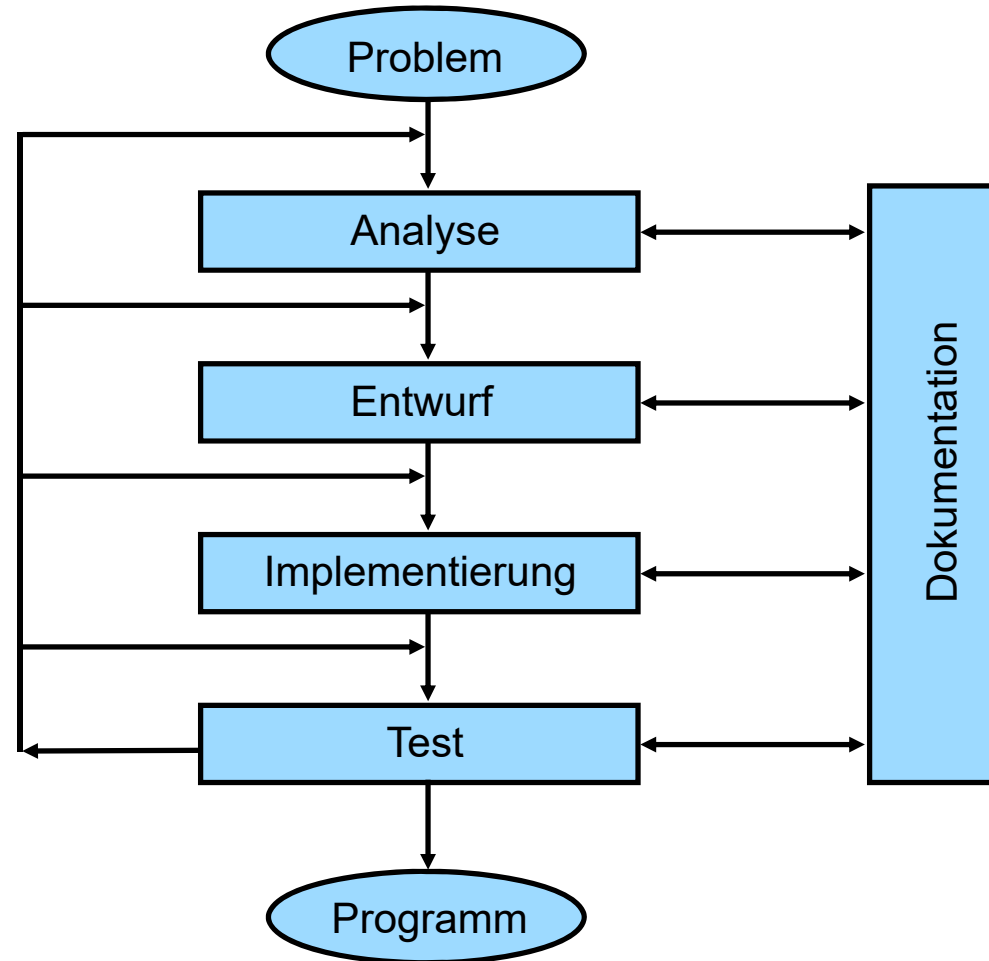 Problem
Analyse
Entwurf
Implementierung
Test
Programm
Dokumentation